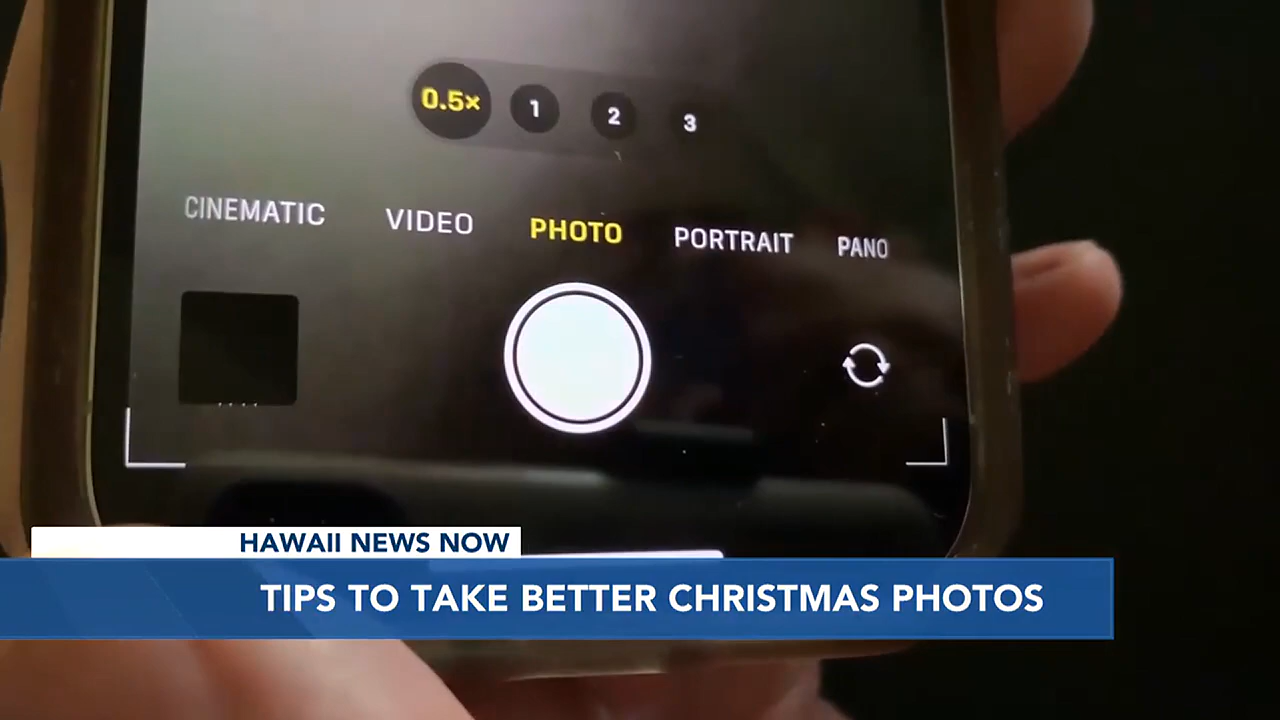 0.5× 1 2 3
CINEMATIC VIDEO PHOTO PORTRAIT PANO
HAWAII NEWS NOW
TIPS TO TAKE BETTER CHRISTMAS PHOTOS